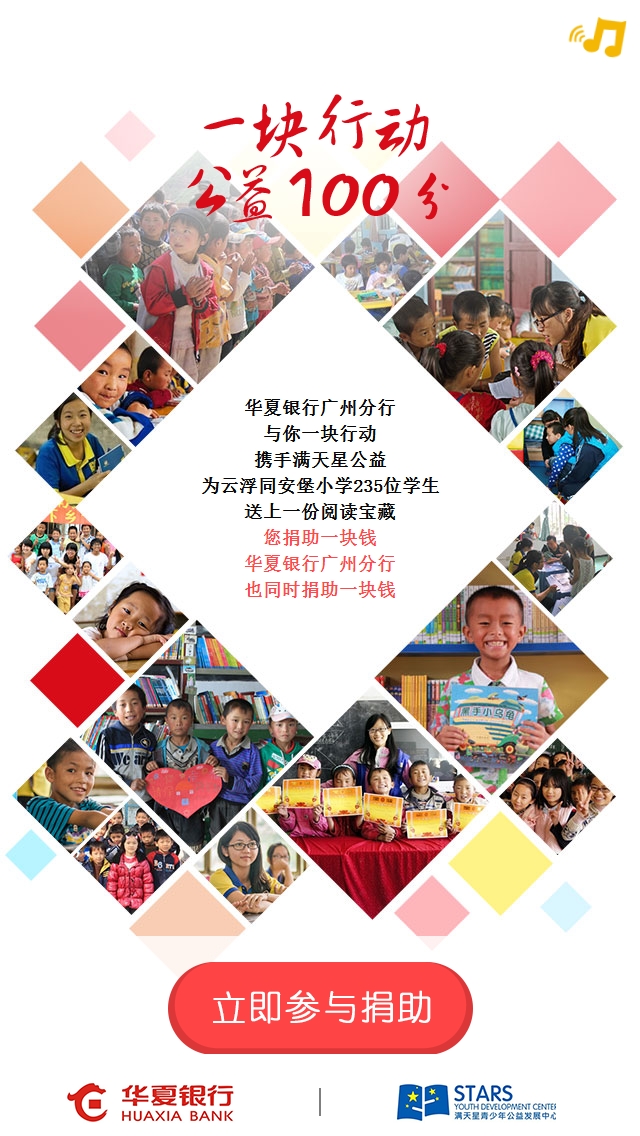 一块行动
公益100分
华夏银行广州分行
与你一块行动
携手满天星公益
为云浮同安堡小学235位学生
送上一份阅读宝藏
您捐助一块钱
华夏银行广州分行
也同时捐助一块钱
黑手小乌龟
立即参与捐助
华夏银行
HUAXIA BANK
STARS
YOUTH DEVELOPMENT CENTER
满天星青少年公益发展中心